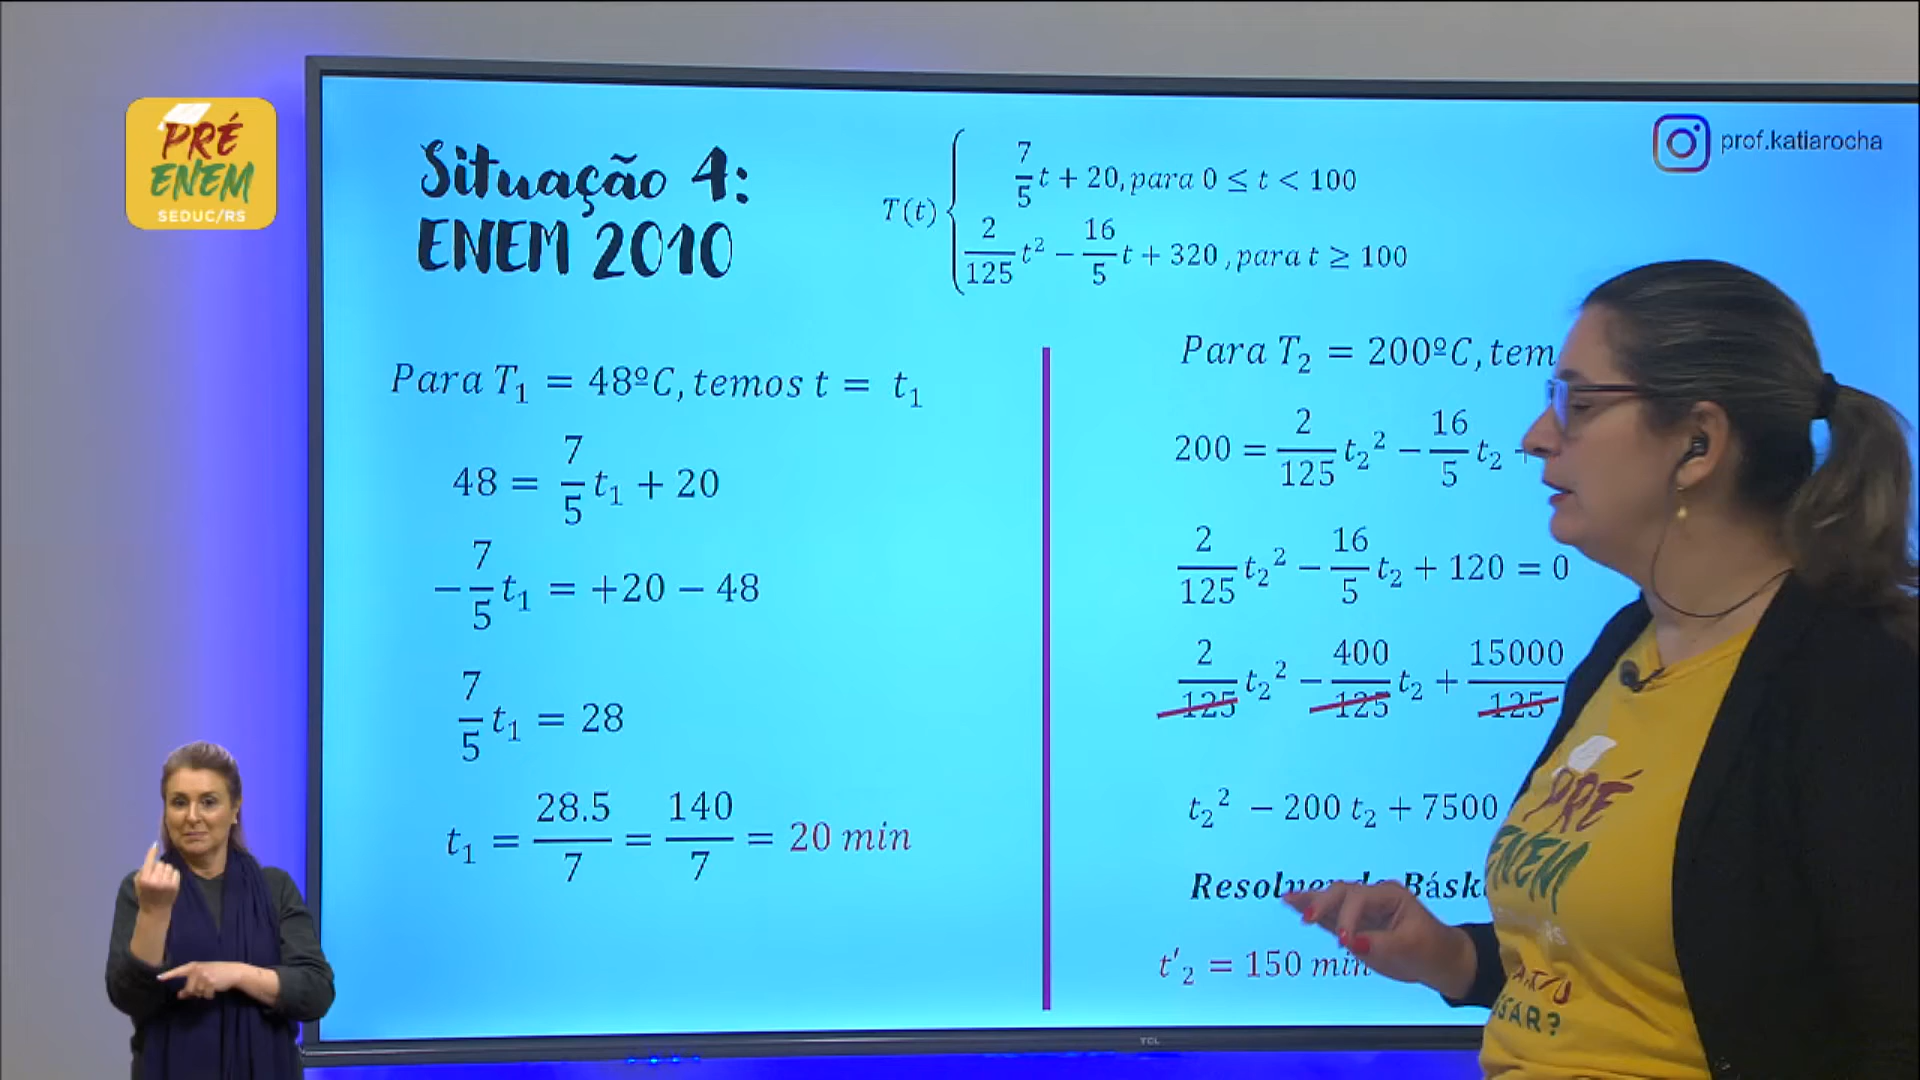 PRÉ
ENEM
SEDUC/RS
Situação 4:
ENEM 2010
T(t) { 7/5 t + 20, para 0 ≤ t < 100
2/125 t² − 16/5 t + 320 , para t ≥ 100
prof.katiarocha
Para T₁ = 48ºC, temos t = t₁
48 = 7/5 t₁ + 20
− 7/5 t₁ = +20 − 48
7/5 t₁ = 28
t₁ = 28.5/7 = 140/7 = 20 min
Para T₂ = 200ºC,
200 = 2/125 t₂² − 16/5 t₂
2/125 t₂² − 16/5 t₂ + 120 = 0
2/125 t₂² − 400/125 t₂ + 15000/125
t₂² − 200 t₂ + 7500
t'₂ = 150 min
PRÉ
ENEM
TCL